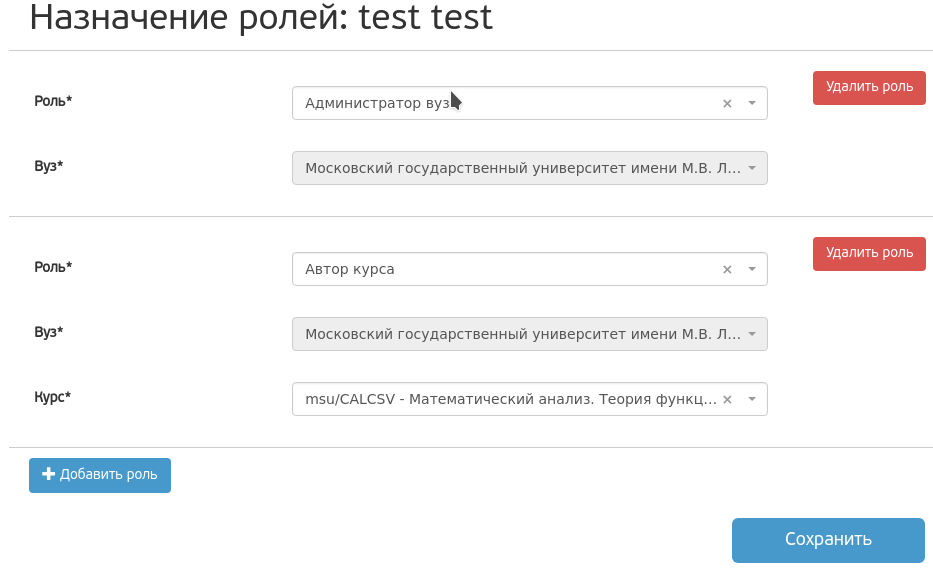 Назначение ролей: test test
Роль*
Администратор вуза
×
Удалить роль
Вуз*
Московский государственный университет имени М.В. Л...
Роль*
Автор курса
×
Удалить роль
Вуз*
Московский государственный университет имени М.В. Л...
Курс*
msu/CALCSV - Математический анализ. Теория функц...
×
Добавить роль
Сохранить